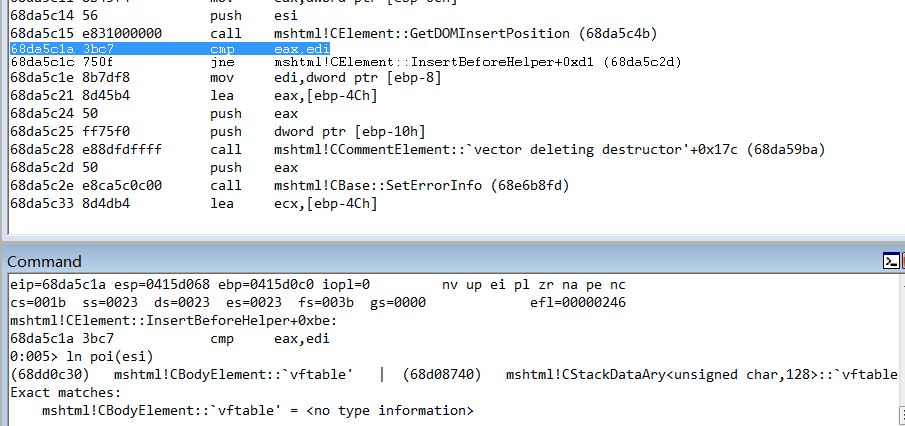 68da5c14 56 push esi
68da5c15 e831000000 call mshtml!CElement::GetDOMInsertPosition (68da5c4b)
68da5c1a 3bc7 cmp eax,edi
68da5c1c 750f jne mshtml!CElement::InsertBeforeHelper+0xd1 (68da5c2d)
68da5c1e 8b7df8 mov edi,dword ptr [ebp-8]
68da5c21 8d45b4 lea eax,[ebp-4Ch]
68da5c24 50 push eax
68da5c25 ff75f0 push dword ptr [ebp-10h]
68da5c28 e88dfdffff call mshtml!CCommentElement::`vector deleting destructor'+0x17c (68da59ba)
68da5c2d 50 push eax
68da5c2e e8ca5c0c00 call mshtml!CBase::SetErrorInfo (68e6b8fd)
68da5c33 8d4db4 lea ecx,[ebp-4Ch]
Command
eip=68da5c1a esp=0415d068 ebp=0415d0c0 iopl=0 nv up ei pl zr na pe nc
cs=001b ss=0023 ds=0023 es=0023 fs=003b gs=0000 efl=00000246
mshtml!CElement::InsertBeforeHelper+0xbe:
68da5c1a 3bc7 cmp eax,edi
0:005> ln poi(esi)
(68dd0c30) mshtml!CBodyElement::`vftable' | (68d08740) mshtml!CStackDataAry<unsigned char,128>::`vftable
Exact matches:
mshtml!CBodyElement::`vftable' = <no type information>